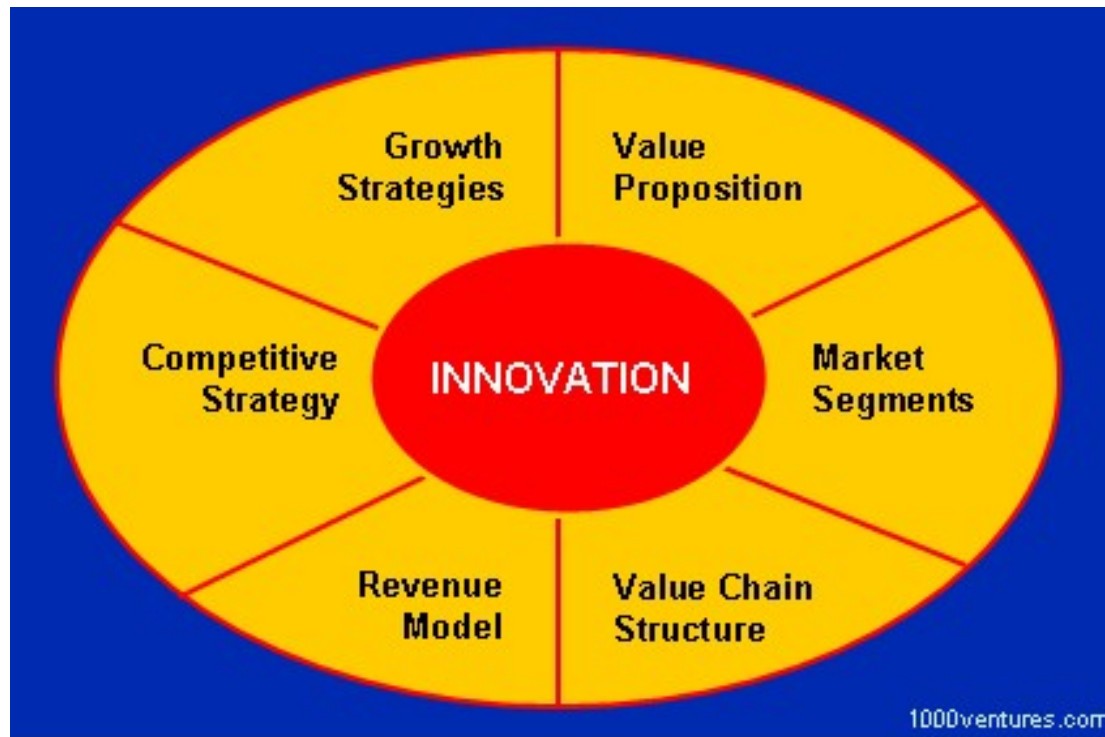 Growth
Strategies
Value
Proposition
Competitive
Strategy
INNOVATION
Market
Segments
Revenue
Model
Value Chain
Structure
1000ventures.com